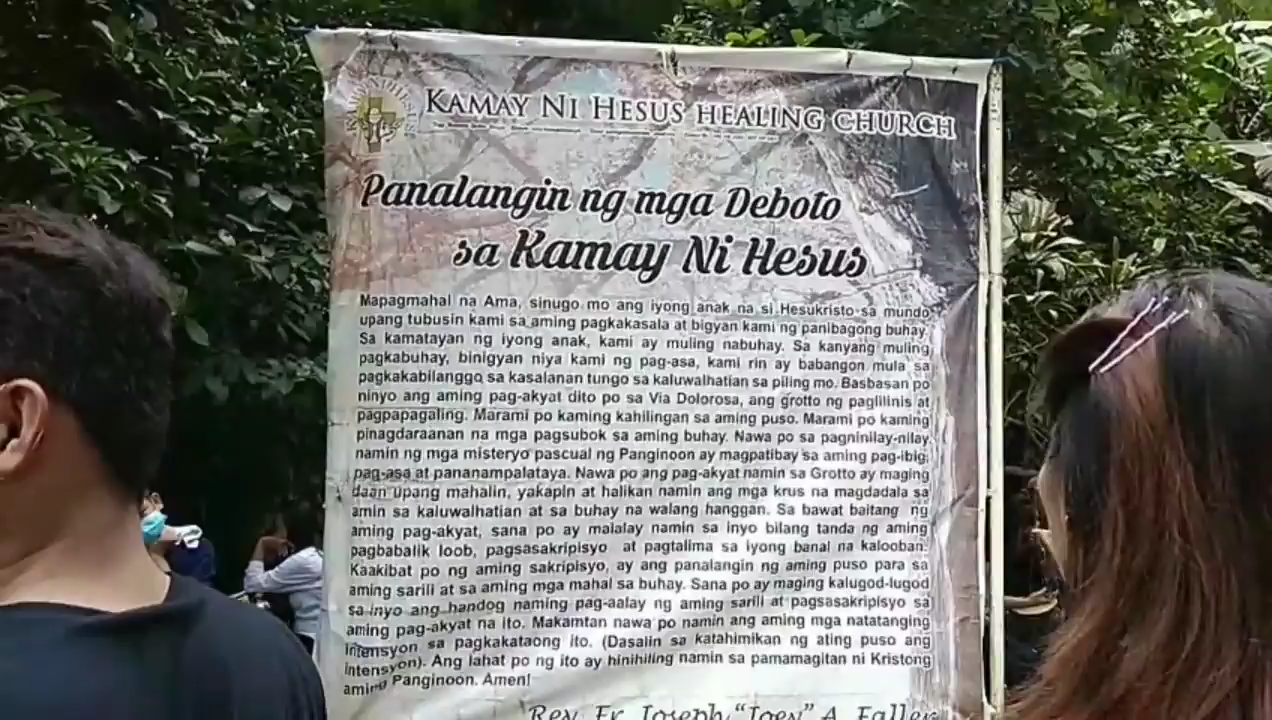 KAMAY NI HESUS HEALING CHURCH
Panalangin ng mga Deboto
sa Kamay Ni Hesus
Mapagmahal na Ama, sinugo mo ang iyong anak na si Hesukristo sa mundo
upang tubusin kami sa aming pagkakasala at bigyan kami ng panibagong buhay.
Sa kamatayan ng iyong anak, kami ay muling nabuhay. Sa kanyang muling
pagkabuhay, binigyan niya kami ng pag-asa, kami rin ay babangon mula sa
pagkakabilanggo sa kasalanan tungo sa kaluwalhatian sa piling mo. Basbasan po
ninyo ang aming pag-akyat dito po sa Via Dolorosa, ang grotto ng paglilinis at
pagpapagaling. Marami po kaming kahilingan sa aming puso. Marami po kaming
pinagdaraanan na mga pagsubok sa aming buhay. Nawa po sa pagninilay-nilay
namin ng mga misteryo pascual ng Panginoon ay magpatibay sa aming pag-ibig,
pag-asa at pananampalataya. Nawa po ang pag-akyat namin sa Grotto ay maging
daan upang mahalin, yakapin at halikan namin ang mga krus na magdadala sa
amin sa kaluwalhatian at sa buhay na walang hanggan. Sa bawat baitang ng
aming pag-akyat, sana po ay maialay namin sa inyo bilang tanda ng aming
pagbabalik loob, pagsasakripisyo at pagtalima sa iyong banal na kalooban.
Kaakibat po ng aming sakripisyo, ay ang panalangin ng aming puso para sa
aming sarili at sa aming mga mahal sa buhay. Sana po ay maging kalugod-lugod
sa inyo ang handog naming pag-aalay ng aming sarili at pagsasakripisyo sa
aming pag-akyat na ito. Makamtan nawa po namin ang aming mga natatanging
intensyon sa pagkakataong ito. (Dasalin sa katahimikan ng ating puso ang
intensyon). Ang lahat po ng ito ay hinihiling namin sa pamamagitan ni Kristong
aming Panginoon. Amen!
Rev. Fr. Joseph "Joey" A. Faller